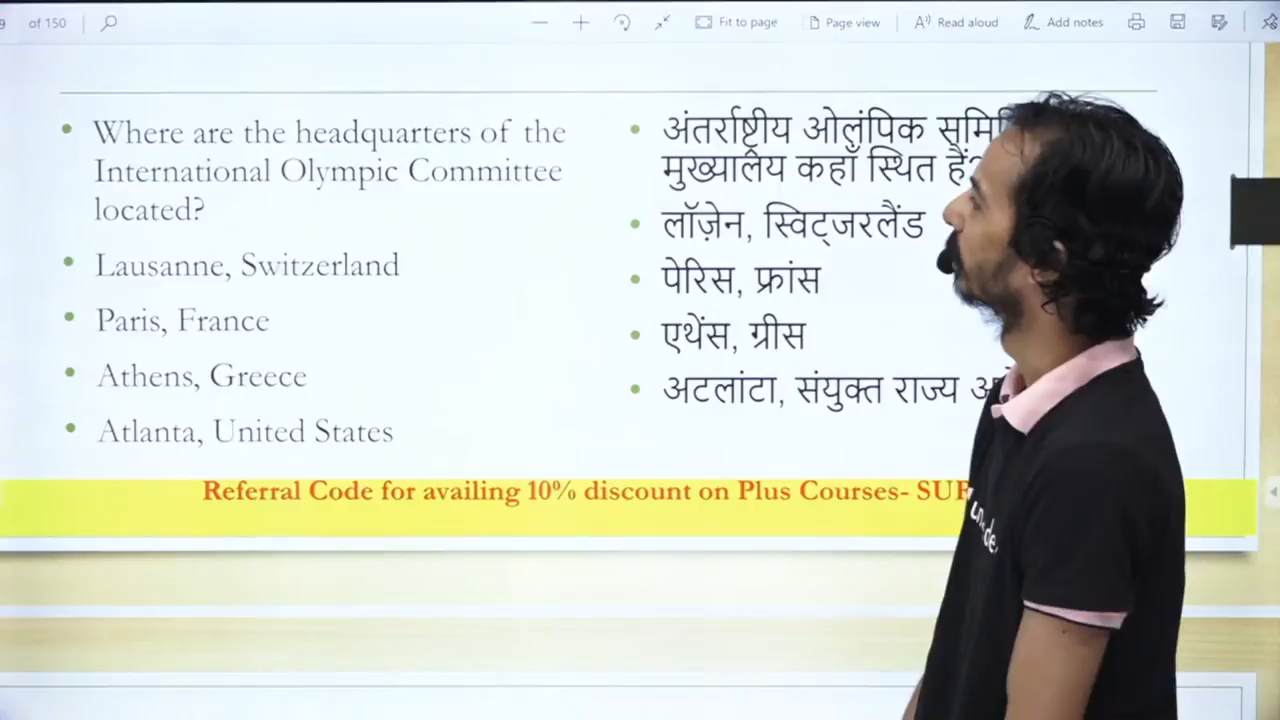 of 150
Fit to page
Page view
Read aloud
Add notes
Where are the headquarters of the
International Olympic Committee
located?
Lausanne, Switzerland
Paris, France
Athens, Greece
Atlanta, United States
अंतर्राष्ट्रीय ओलंपिक
मुख्यालय कहाँ स्थित हैं?
लॉज़ेन, स्विट्जरलैंड
पेरिस, फ्रांस
एथेंस, ग्रीस
अटलांटा, संयुक्त राज्य
Referral Code for availing 10% discount on Plus Courses-